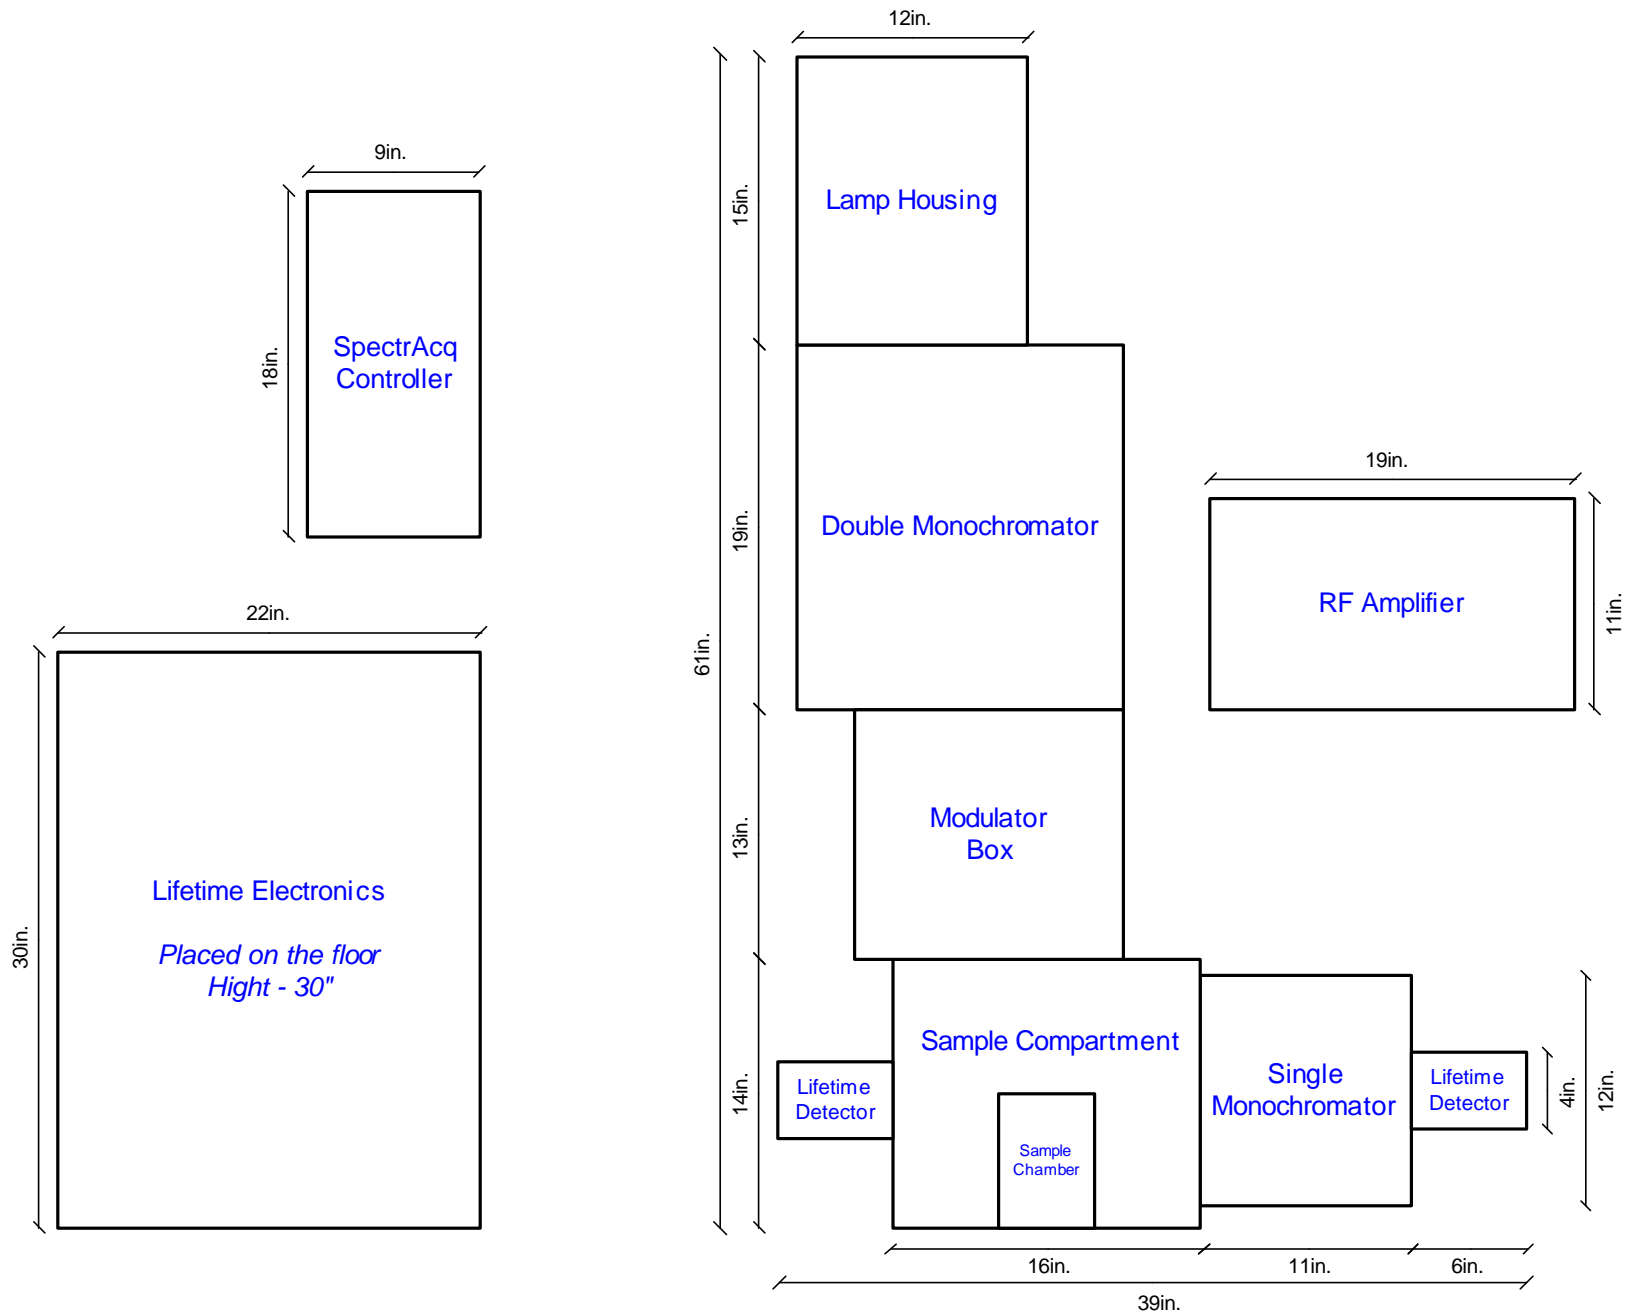 12in.
9in.
15in.
Lamp Housing
SpectrAcq
Controller
18in.
19in.
Double Monochromator
19in.
RF Amplifier
11in.
22in.
61in.
Modulator
Box
13in.
Lifetime Electronics
Placed on the floor
Hight - 30"
30in.
Sample Compartment
14in.
Lifetime
Detector
Sample
Chamber
Single
Monochromator
Lifetime
Detector
4in.
12in.
16in.
11in.
6in.
39in.